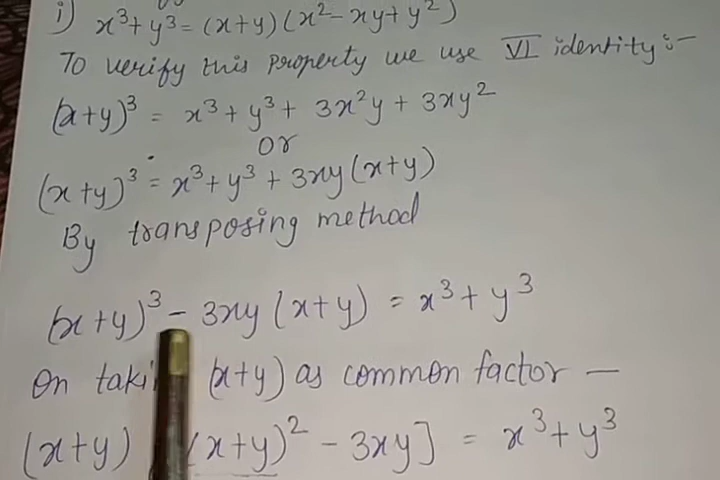 i) x³+y³ = (x+y) (x²-xy+y²)
To verify this property we use VI identity:-
(x+y)³ = x³+y³+ 3x²y + 3xy²
or
(x+y)³ = x³+y³+3xy(x+y)
By transposing method
(x+y)³ - 3xy (x+y) = x³+y³
On (x+y) as common factor —
(x+y) (x+y)² - 3xy] = x³+y³